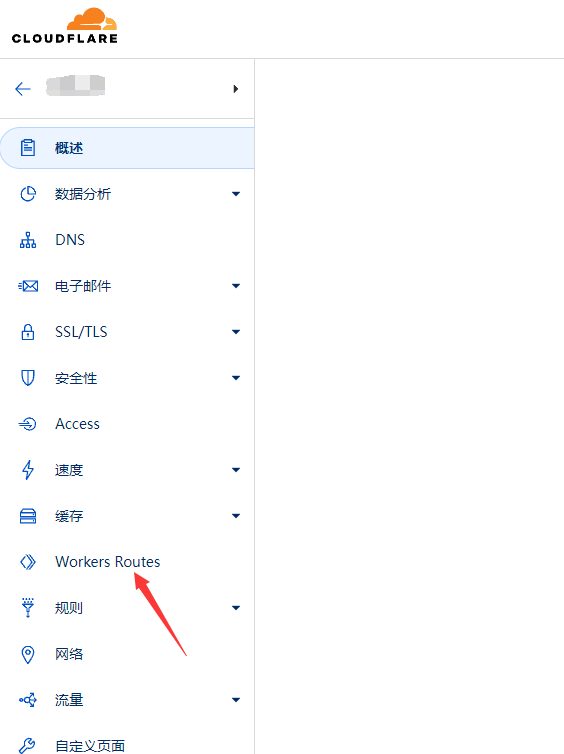 CLOUDFLARE
概述
数据分析
DNS
电子邮件
SSL/TLS
安全性
Access
速度
缓存
Workers Routes
规则
网络
流量
自定义页面